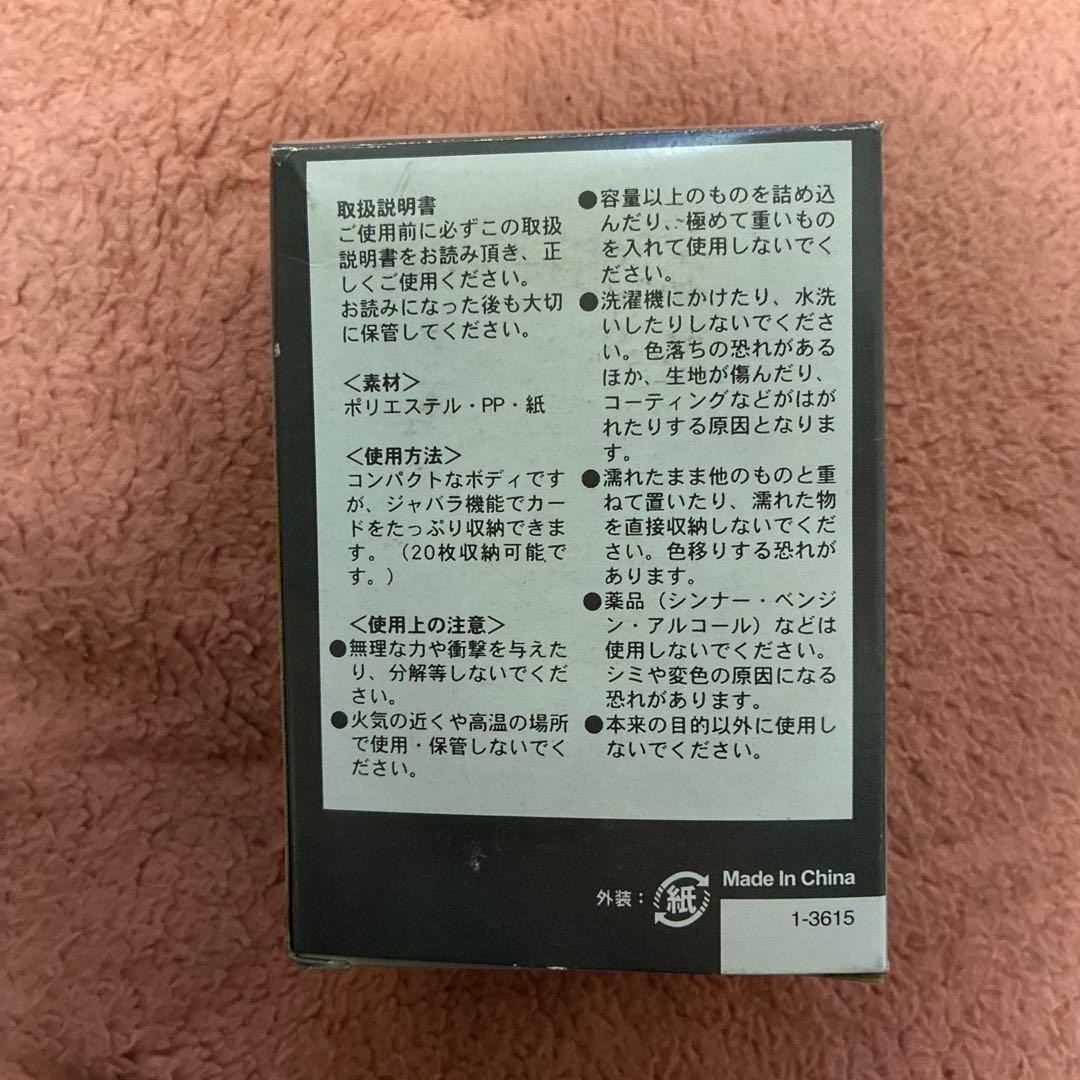 取扱説明書
ご使用前に必ずこの取扱
説明書をお読み頂き、正
しくご使用ください。
お読みになった後も大切
に保管してください。
＜素材＞
ポリエステル・PP・紙
＜使用方法＞
コンパクトなボディです
が、ジャバラ機能でカー
ドをたっぷり収納できま
す。（20枚収納可能で
す。）
＜使用上の注意＞
●無理な力や衝撃を与えた
り、分解等しないでくだ
さい。
●火気の近くや高温の場所
で使用・保管しないでく
ださい。
●容量以上のものを詰め込
んだり、極めて重いもの
を入れて使用しないでく
ださい。
●洗濯機にかけたり、水洗
いしたりしないでくださ
い。色落ちの恐れがある
ほか、生地が傷んだり、
コーティングなどがはが
れたりする原因となりま
す。
●濡れたまま他のものと重
ねて置いたり、濡れた物
を直接収納しないでくだ
さい。色移りする恐れが
あります。
●薬品（シンナー・ベンジ
ン・アルコール）などは
使用しないでください。
シミや変色の原因になる
恐れがあります。
●本来の目的以外に使用し
ないでください。
外装：紙
Made In China
1-3615